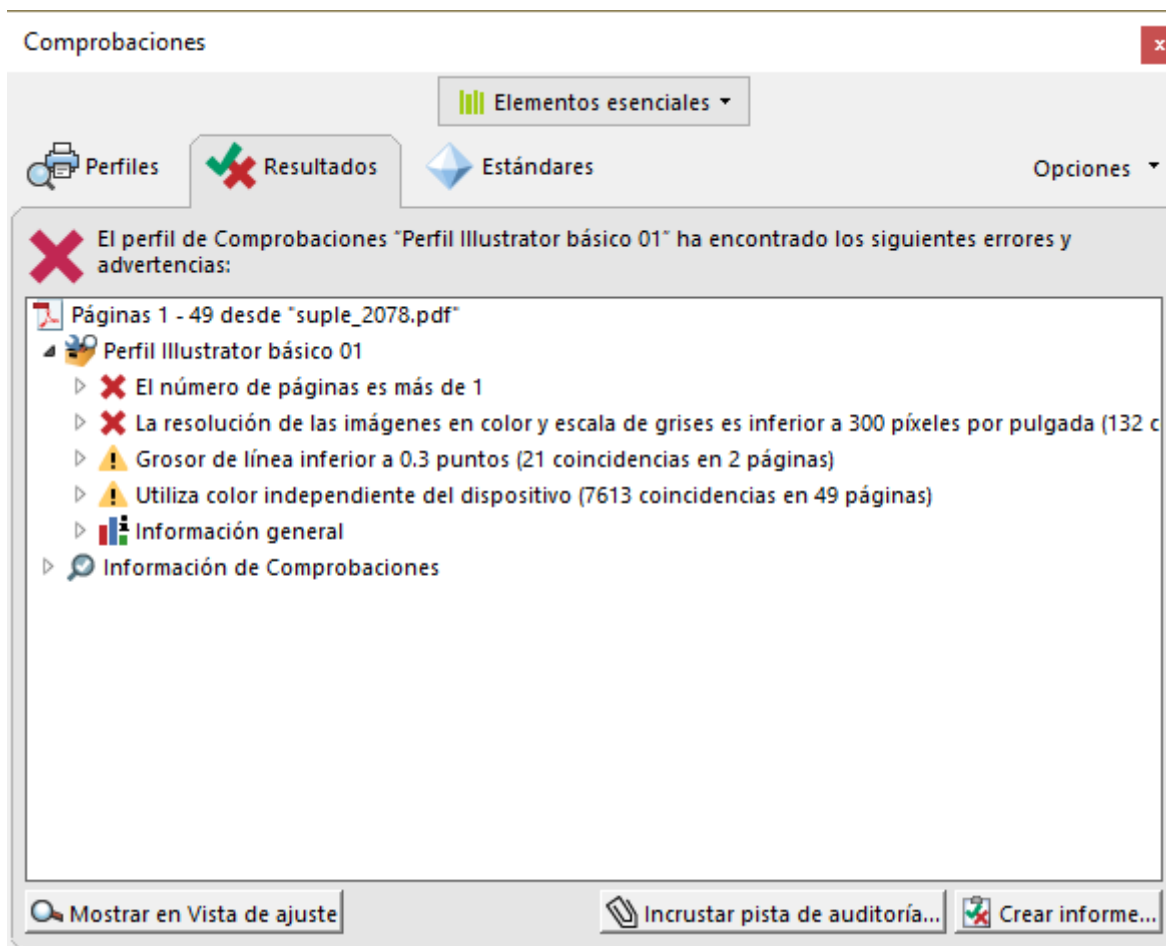 Comprobaciones
x
Elementos esenciales
Perfiles
Resultados
Estándares
Opciones
El perfil de Comprobaciones "Perfil Illustrator básico 01" ha encontrado los siguientes errores y
advertencias:
Páginas 1 - 49 desde "suple_2078.pdf"
Perfil Illustrator básico 01
El número de páginas es más de 1
La resolución de las imágenes en color y escala de grises es inferior a 300 píxeles por pulgada (132 c
Grosor de línea inferior a 0.3 puntos (21 coincidencias en 2 páginas)
Utiliza color independiente del dispositivo (7613 coincidencias en 49 páginas)
Información general
Información de Comprobaciones
Mostrar en Vista de ajuste
Incrustar pista de auditoría...
Crear informe...